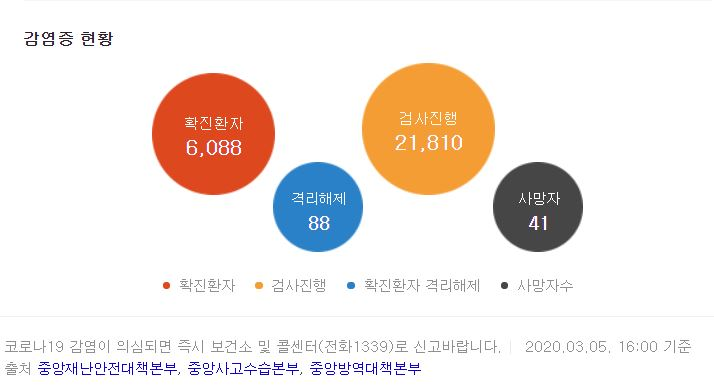 감염증 현황
확진환자
6,088
격리해제
88
검사진행
21,810
사망자
41
확진환자 검사진행 확진환자 격리해제 사망자수
코로나19 감염이 의심되면 즉시 보건소 및 콜센터(전화1339)로 신고바랍니다. | 2020.03.05. 16:00 기준
출처 중앙재난안전대책본부, 중앙사고수습본부, 중앙방역대책본부